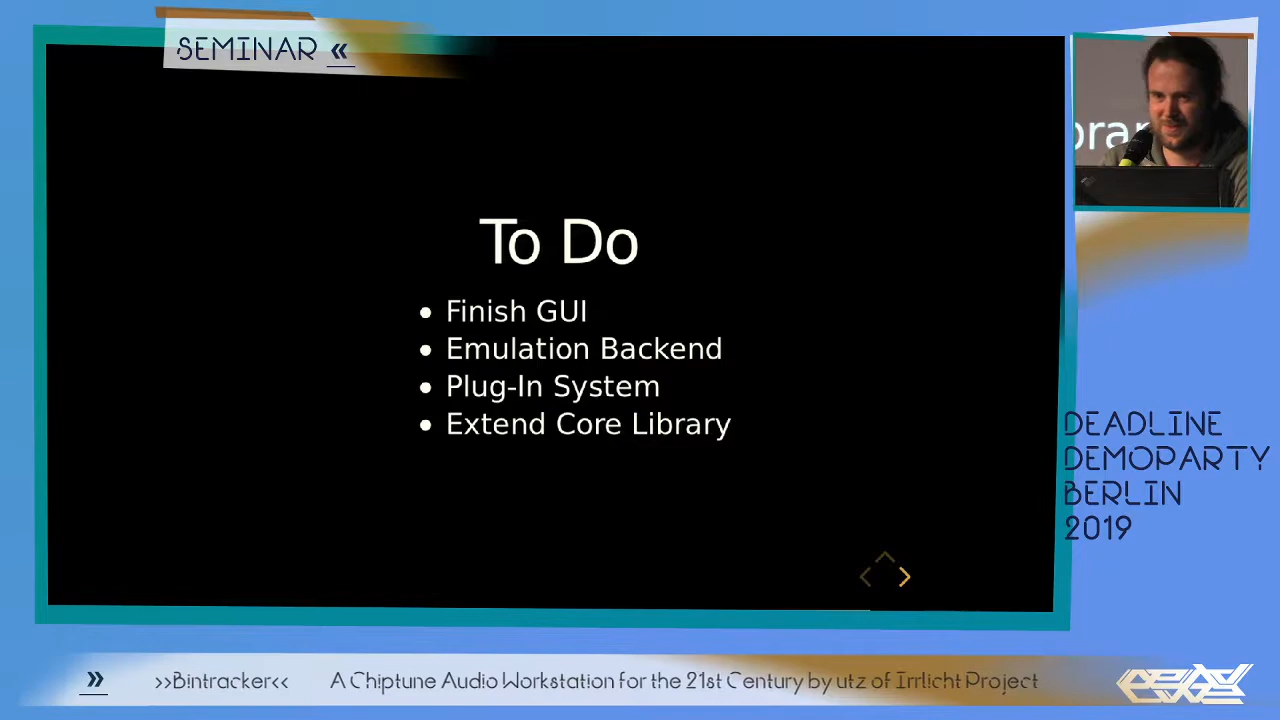 SEMINAR «
orar
To Do
• Finish GUI
• Emulation Backend
• Plug-In System
• Extend Core Library
DEADLINE
DEMOPARTY
BERLIN
2019
» >>Bintracker<< A Chiptune Audio Workstation for the 21st Century by utz of Irrlicht Project